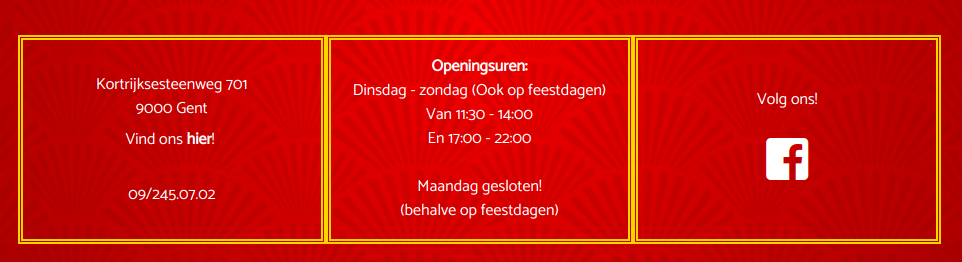 Kortrijksesteenweg 701
9000 Gent
Vind ons hier!
09/245.07.02
Openingsuren:
Dinsdag - zondag (Ook op feestdagen)
Van 11:30 - 14:00
En 17:00 - 22:00
Maandag gesloten!
(behalve op feestdagen)
Volg ons!